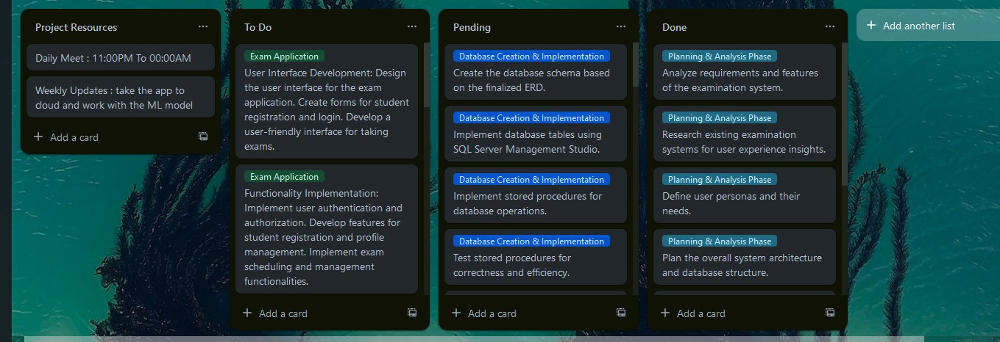 Project Resources
Daily Meet : 11:00PM To 00:00AM
Weekly Updates : take the app to
cloud and work with the ML model
Add a card
To Do
Exam Application
User Interface Development: Design
the user interface for the exam
application. Create forms for student
registration and login. Develop a
user-friendly interface for taking
exams.
Exam Application
Functionality Implementation:
Implement user authentication and
authorization. Develop features for
student registration and profile
management. Implement exam
scheduling and management
functionalities.
Add a card
Pending
Database Creation & Implementation
Create the database schema based
on the finalized ERD.
Database Creation & Implementation
Implement database tables using
SQL Server Management Studio.
Database Creation & Implementation
Implement stored procedures for
database operations.
Database Creation & Implementation
Test stored procedures for
correctness and efficiency.
Add a card
Done
Planning & Analysis Phase
Analyze requirements and features
of the examination system.
Planning & Analysis Phase
Research existing examination
systems for user experience insights.
Planning & Analysis Phase
Define user personas and their
needs.
Planning & Analysis Phase
Plan the overall system architecture
and database structure.
Add a card
Add another list